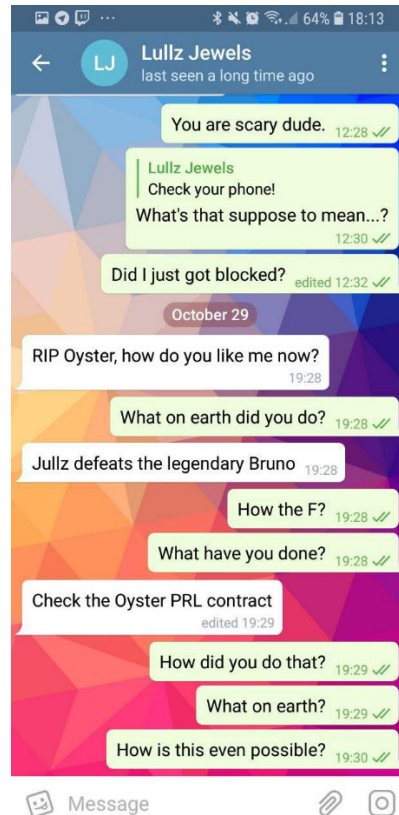 64% 18:13
LJ
Lullz Jewels
last seen a long time ago
You are scary dude. 12:28
Lullz Jewels
Check your phone!
What's that suppose to mean...?
12:30
Did I just got blocked? edited 12:32
October 29
RIP Oyster, how do you like me now?
19:28
What on earth did you do? 19:28
Jullz defeats the legendary Bruno 19:28
How the F? 19:28
What have you done? 19:28
Check the Oyster PRL contract
edited 19:29
How did you do that? 19:29
What on earth? 19:29
How is this even possible? 19:30
Message